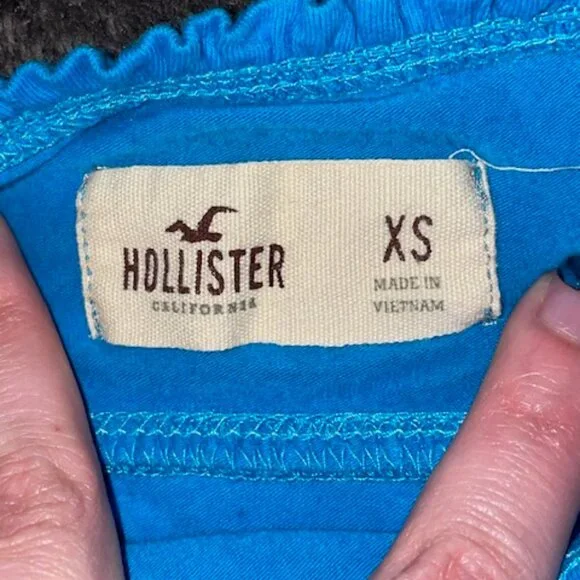 HOLLISTER
CALIFORNIA
XS
MADE IN
VIETNAM